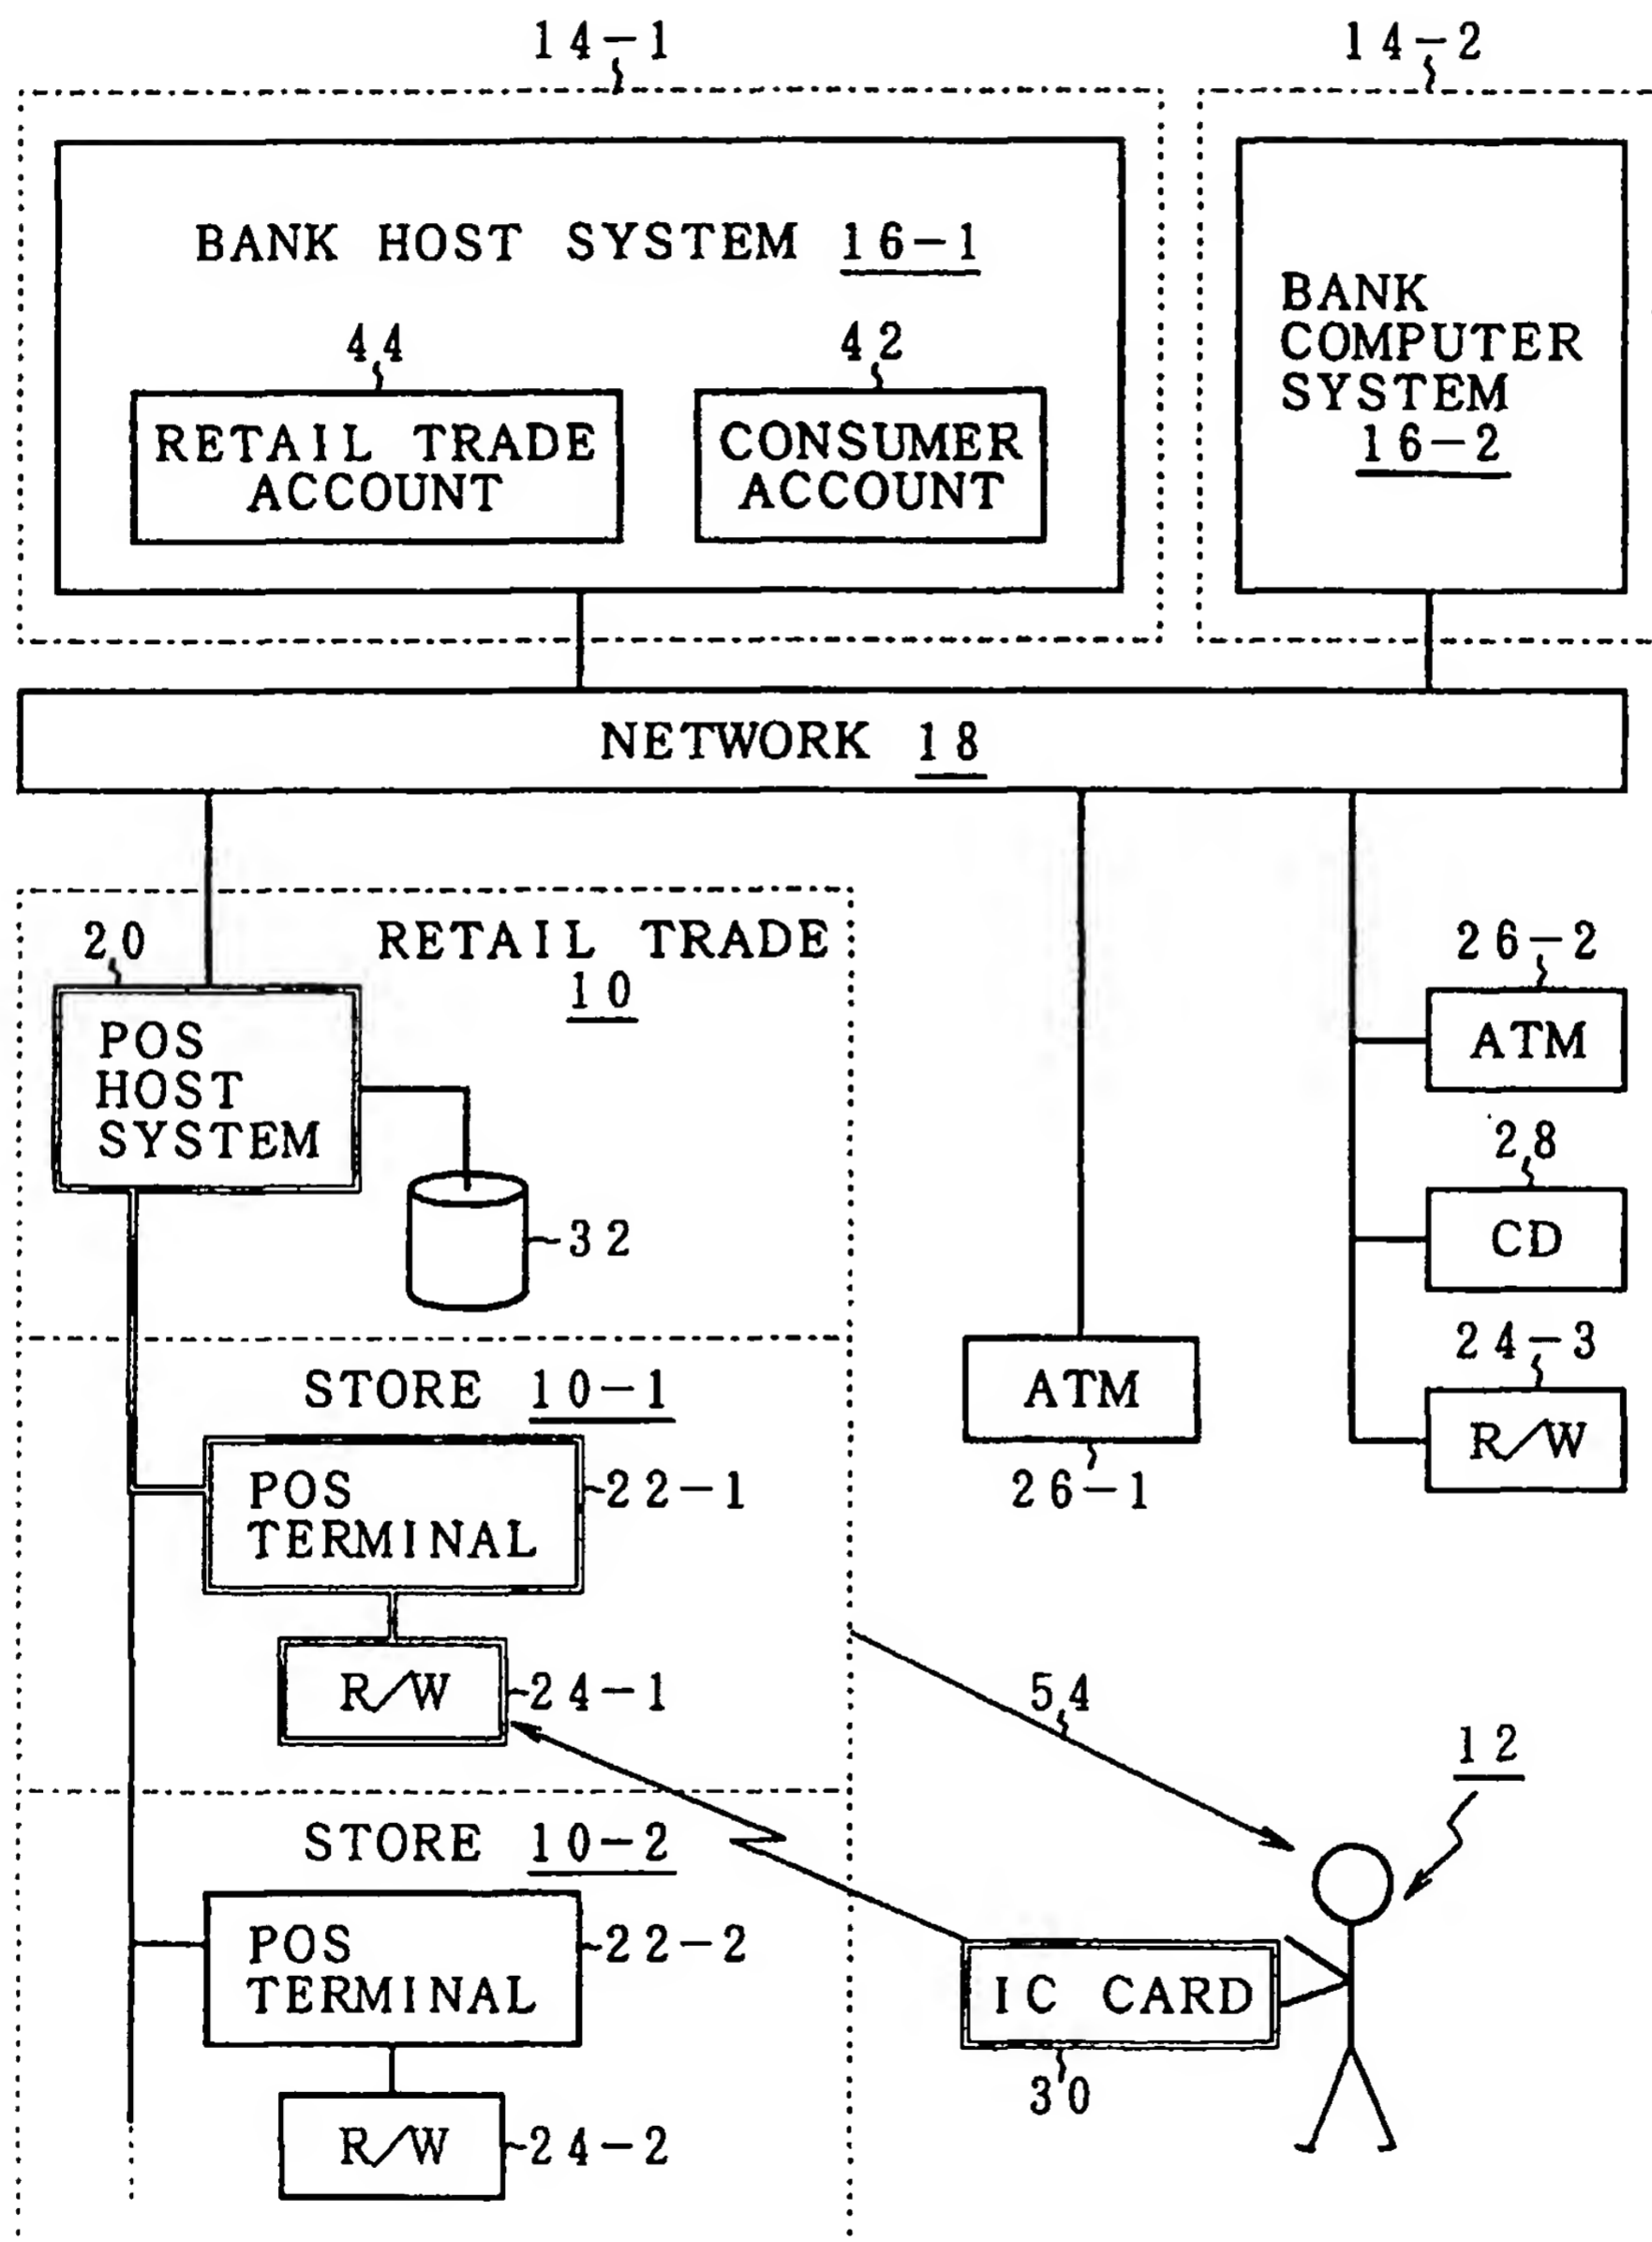 14-1
14-2
BANK HOST SYSTEM 16-1
44
42
RETAIL TRADE
ACCOUNT
CONSUMER
ACCOUNT
BANK
COMPUTER
SYSTEM
16-2
NETWORK 18
20
RETAIL TRADE
10
POS
HOST
SYSTEM
32
26-2
ATM
28
CD
24-3
R/W
ATM
26-1
STORE 10-1
POS
TERMINAL
22-1
R/W
24-1
54
12
STORE 10-2
POS
TERMINAL
22-2
R/W
24-2
IC CARD
30